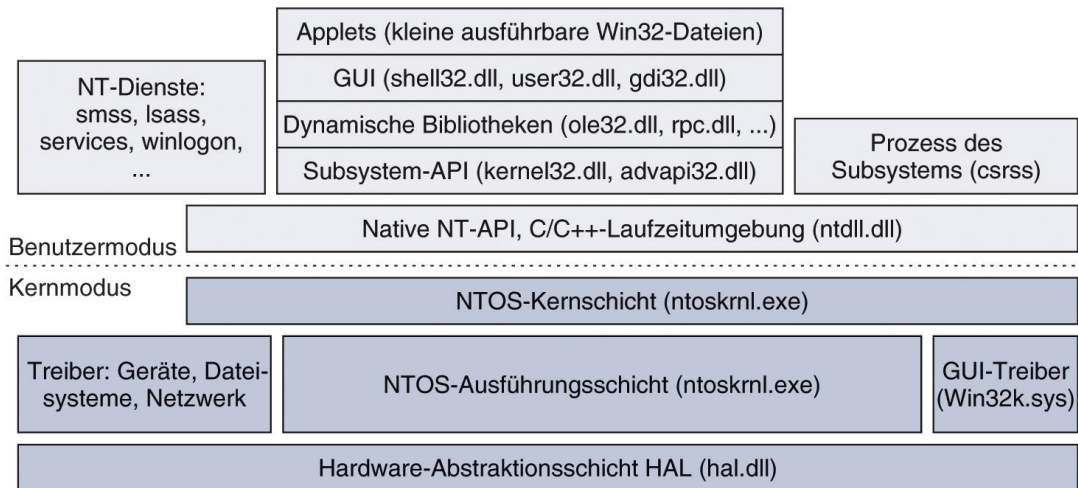 Applets (kleine ausführbare Win32-Dateien)
GUI (shell32.dll, user32.dll, gdi32.dll)
Dynamische Bibliotheken (ole32.dll, rpc.dll, ...)
Subsystem-API (kernel32.dll, advapi32.dll)
NT-Dienste:
smss, lsass,
services, winlogon,
...
Prozess des
Subsystems (csrss)
Native NT-API, C/C++-Laufzeitumgebung (ntdll.dll)
Benutzermodus
Kernmodus
NTOS-Kernschicht (ntoskrnl.exe)
Treiber: Geräte, Datei-
systeme, Netzwerk
NTOS-Ausführungsschicht (ntoskrnl.exe)
GUI-Treiber
(Win32k.sys)
Hardware-Abstraktionsschicht HAL (hal.dll)